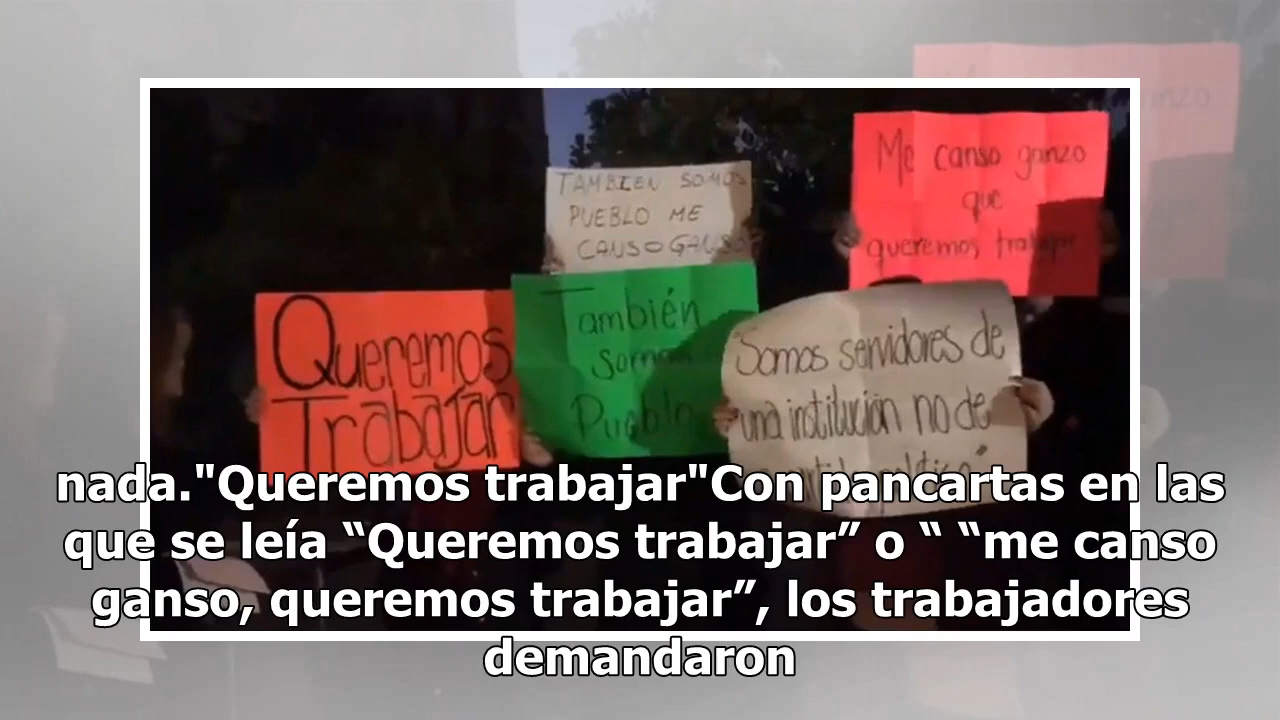 TAMBIEN SOMOS
PUEBLO ME
CANSO GANSO
Me canso ganzo
que
queremos trabajar
Queremos
Trabajar
También
somos
Pueblo
"Somos servidores de
una institución no de
nada."Queremos trabajar"Con pancartas en las
que se leía “Queremos trabajar” o “ “me canso
ganso, queremos trabajar”, los trabajadores
demandaron